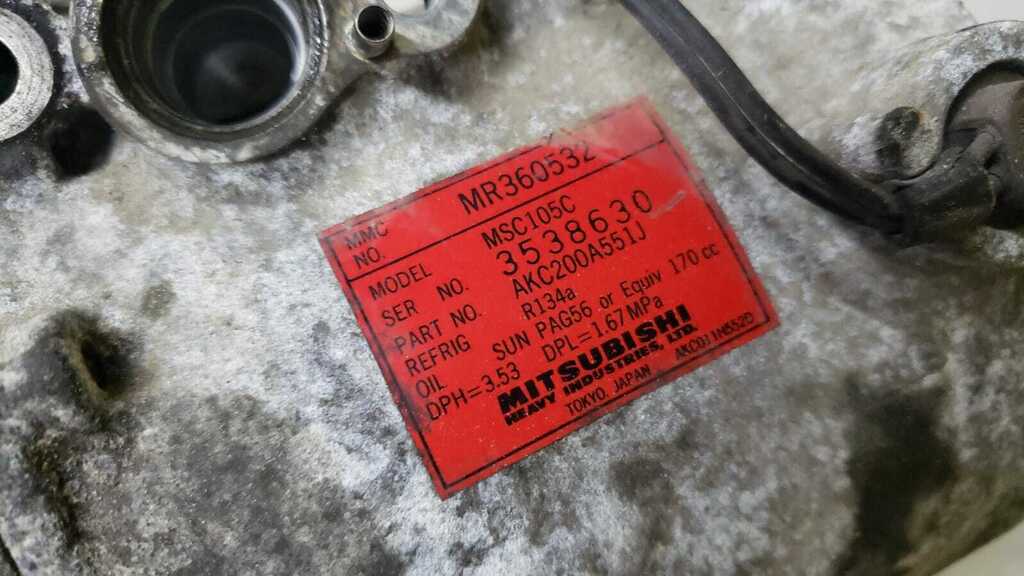 MMC NO. MR360532
MODEL MSC105C
SER NO. 3538630
PART NO. AKC200A551J
REFRIG R134a
OIL SUN PAG56 or Equiv 170 cc
DPH=3.53 DPL=1.67MPa
MITSUBISHI
HEAVY INDUSTRIES, LTD.
TOKYO. JAPAN